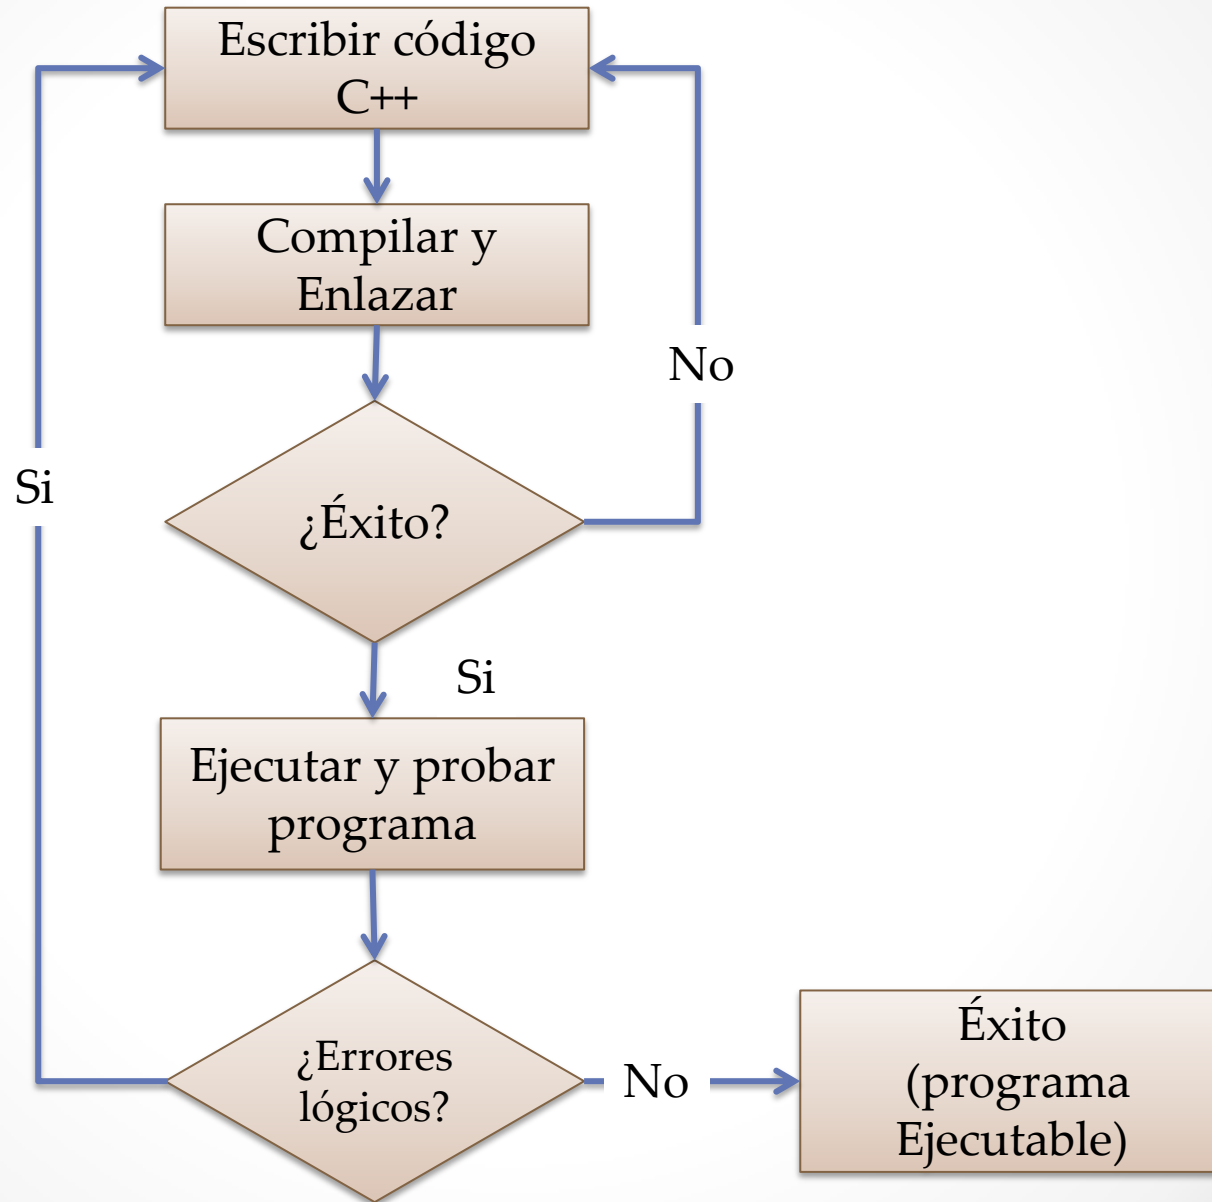 Escribir código
C++
Compilar y
Enlazar
No
Si
¿Éxito?
Si
Ejecutar y probar
programa
¿Errores
lógicos?
No
Éxito
(programa
Ejecutable)